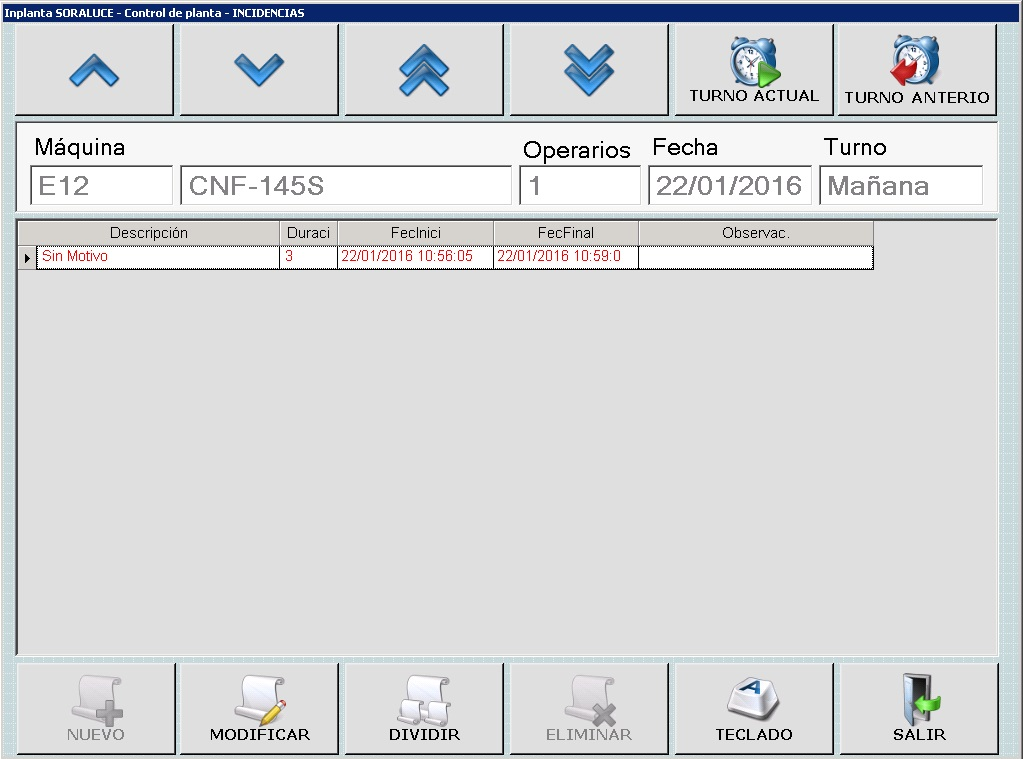 Inplanta SORALUCE - Control de planta - INCIDENCIAS
TURNO ACTUAL
TURNO ANTERIO
Máquina
Operarios
Fecha
Turno
E12
CNF-145S
1
22/01/2016
Mañana
Descripción
Duraci
FecInici
FecFinal
Observac.
Sin Motivo
3
22/01/2016 10:56:05
22/01/2016 10:59:0
NUEVO
MODIFICAR
DIVIDIR
ELIMINAR
A
TECLADO
SALIR